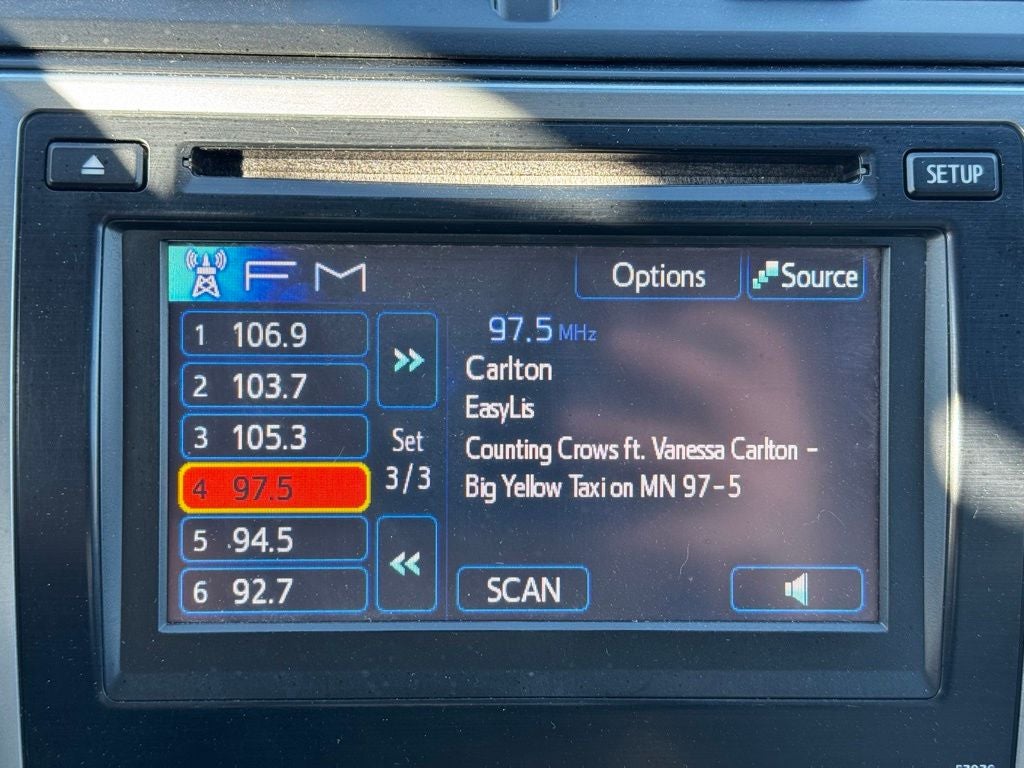 SETUP
FM
Options
Source
1 106.9
2 103.7
3 105.3
4 97.5
5 94.5
6 92.7
Set
3/3
97.5 MHz
Carlton
EasyLis
Counting Crows ft. Vanessa Carlton -
Big Yellow Taxi on MN 97-5
SCAN